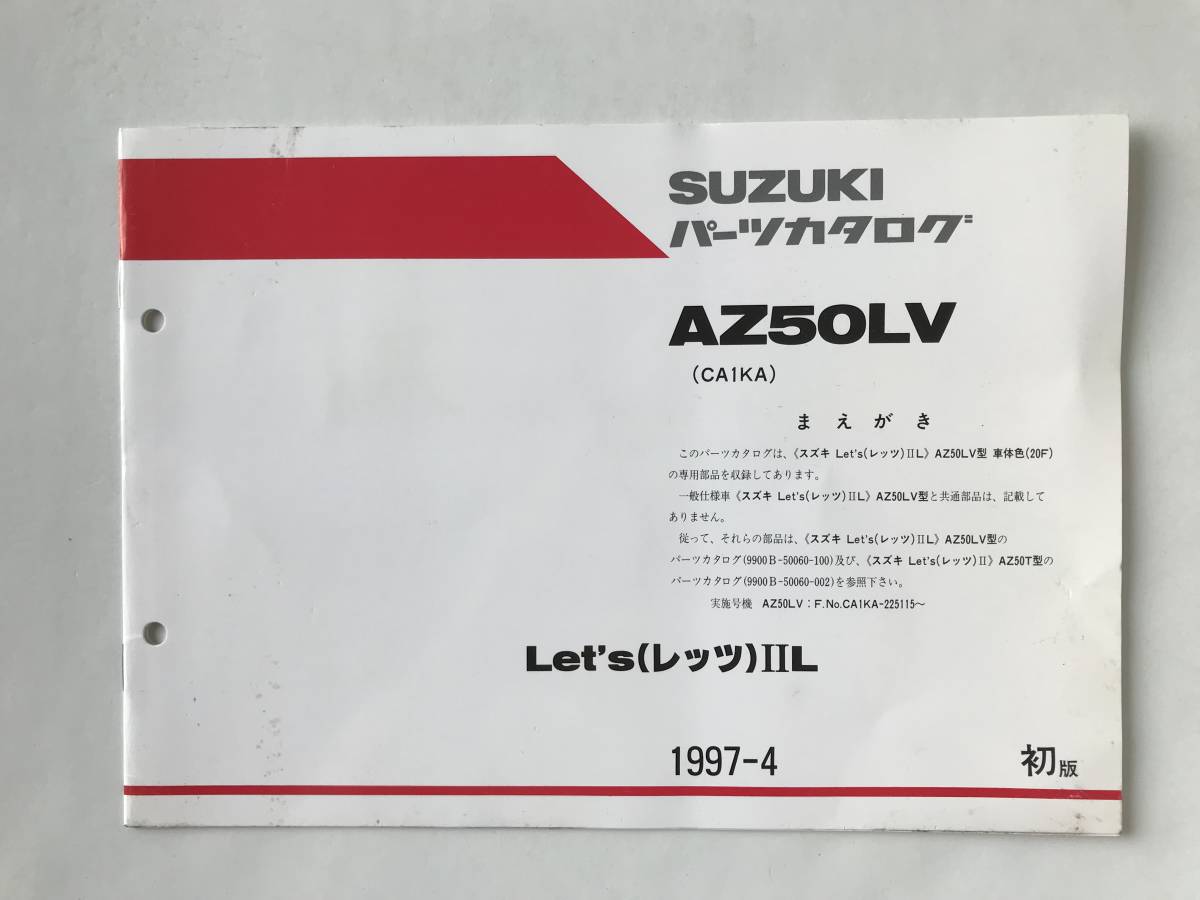 SUZUKI
パーツカタログ
AZ50LV
(CA1KA)
まえがき
このパーツカタログは、《スズキ Let's(レッツ)ⅡL》AZ50LV型 車体色(20F)
の専用部品を収録してあります。
一般仕様車《スズキ Let's(レッツ)ⅡL》AZ50LV型と共通部品は、記載して
ありません。
従って、それらの部品は、《スズキ Let's(レッツ)ⅡL》AZ50LV型の
パーツカタログ(9900B-50060-100)及び、《スズキ Let's(レッツ)Ⅱ》AZ50T型の
パーツカタログ(9900B-50060-002)を参照下さい。
実施号機 AZ50LV:F.No.CA1KA-225115~
Let's(レッツ)ⅡL
1997-4 初版